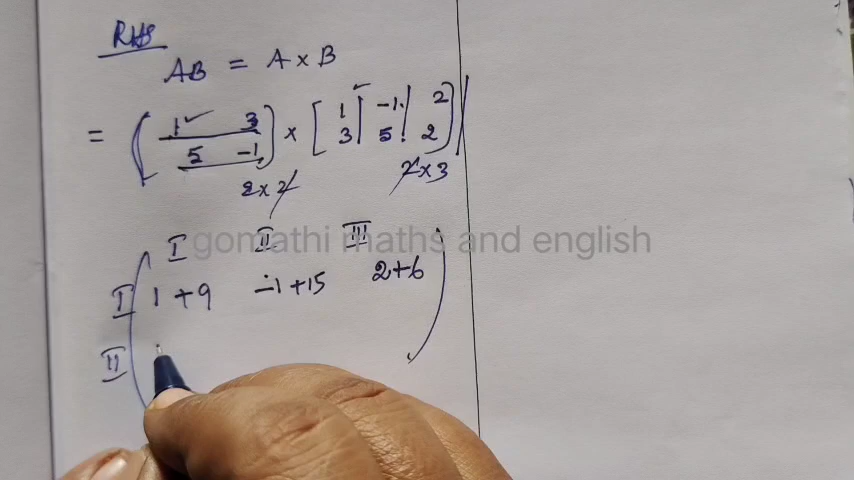 RHS
AB = A × B
= ( 1 3 ) × [ 1 | -1 | 2 ]
5 -1 3 | 5 | 2
2×2 2×3
I II III
gomathi maths and english
I 1+9 -1+15 2+6
II